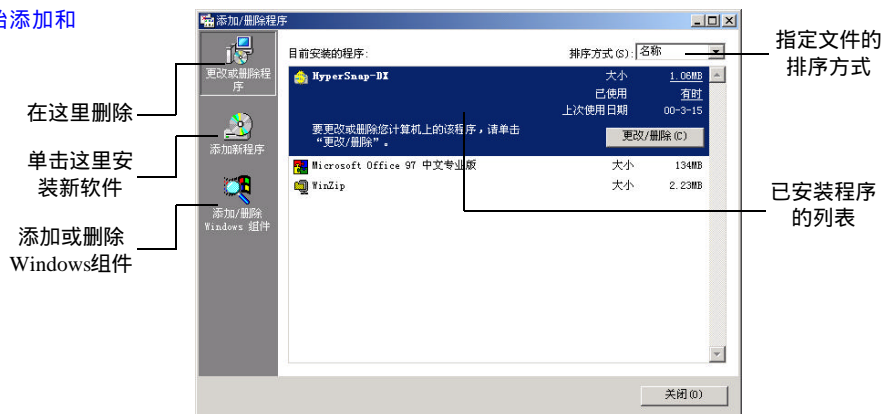 台添加和
添加/删除程序
目前安装的程序:
排序方式(S):
名称
更改或删除程
序
添加新程序
添加/删除
Windows 组件
HyperSnap-DX
大小
1.06MB
已使用
有时
上次使用日期
00-3-15
要更改或删除您计算机上的该程序，请单击
“更改/删除”。
更改/删除(C)
Microsoft Office 97 中文专业版
大小
134MB
WinZip
大小
2.23MB
关闭(O)
在这里删除
单击这里安
装新软件
添加或删除
Windows组件
指定文件的
排序方式
已安装程序
的列表